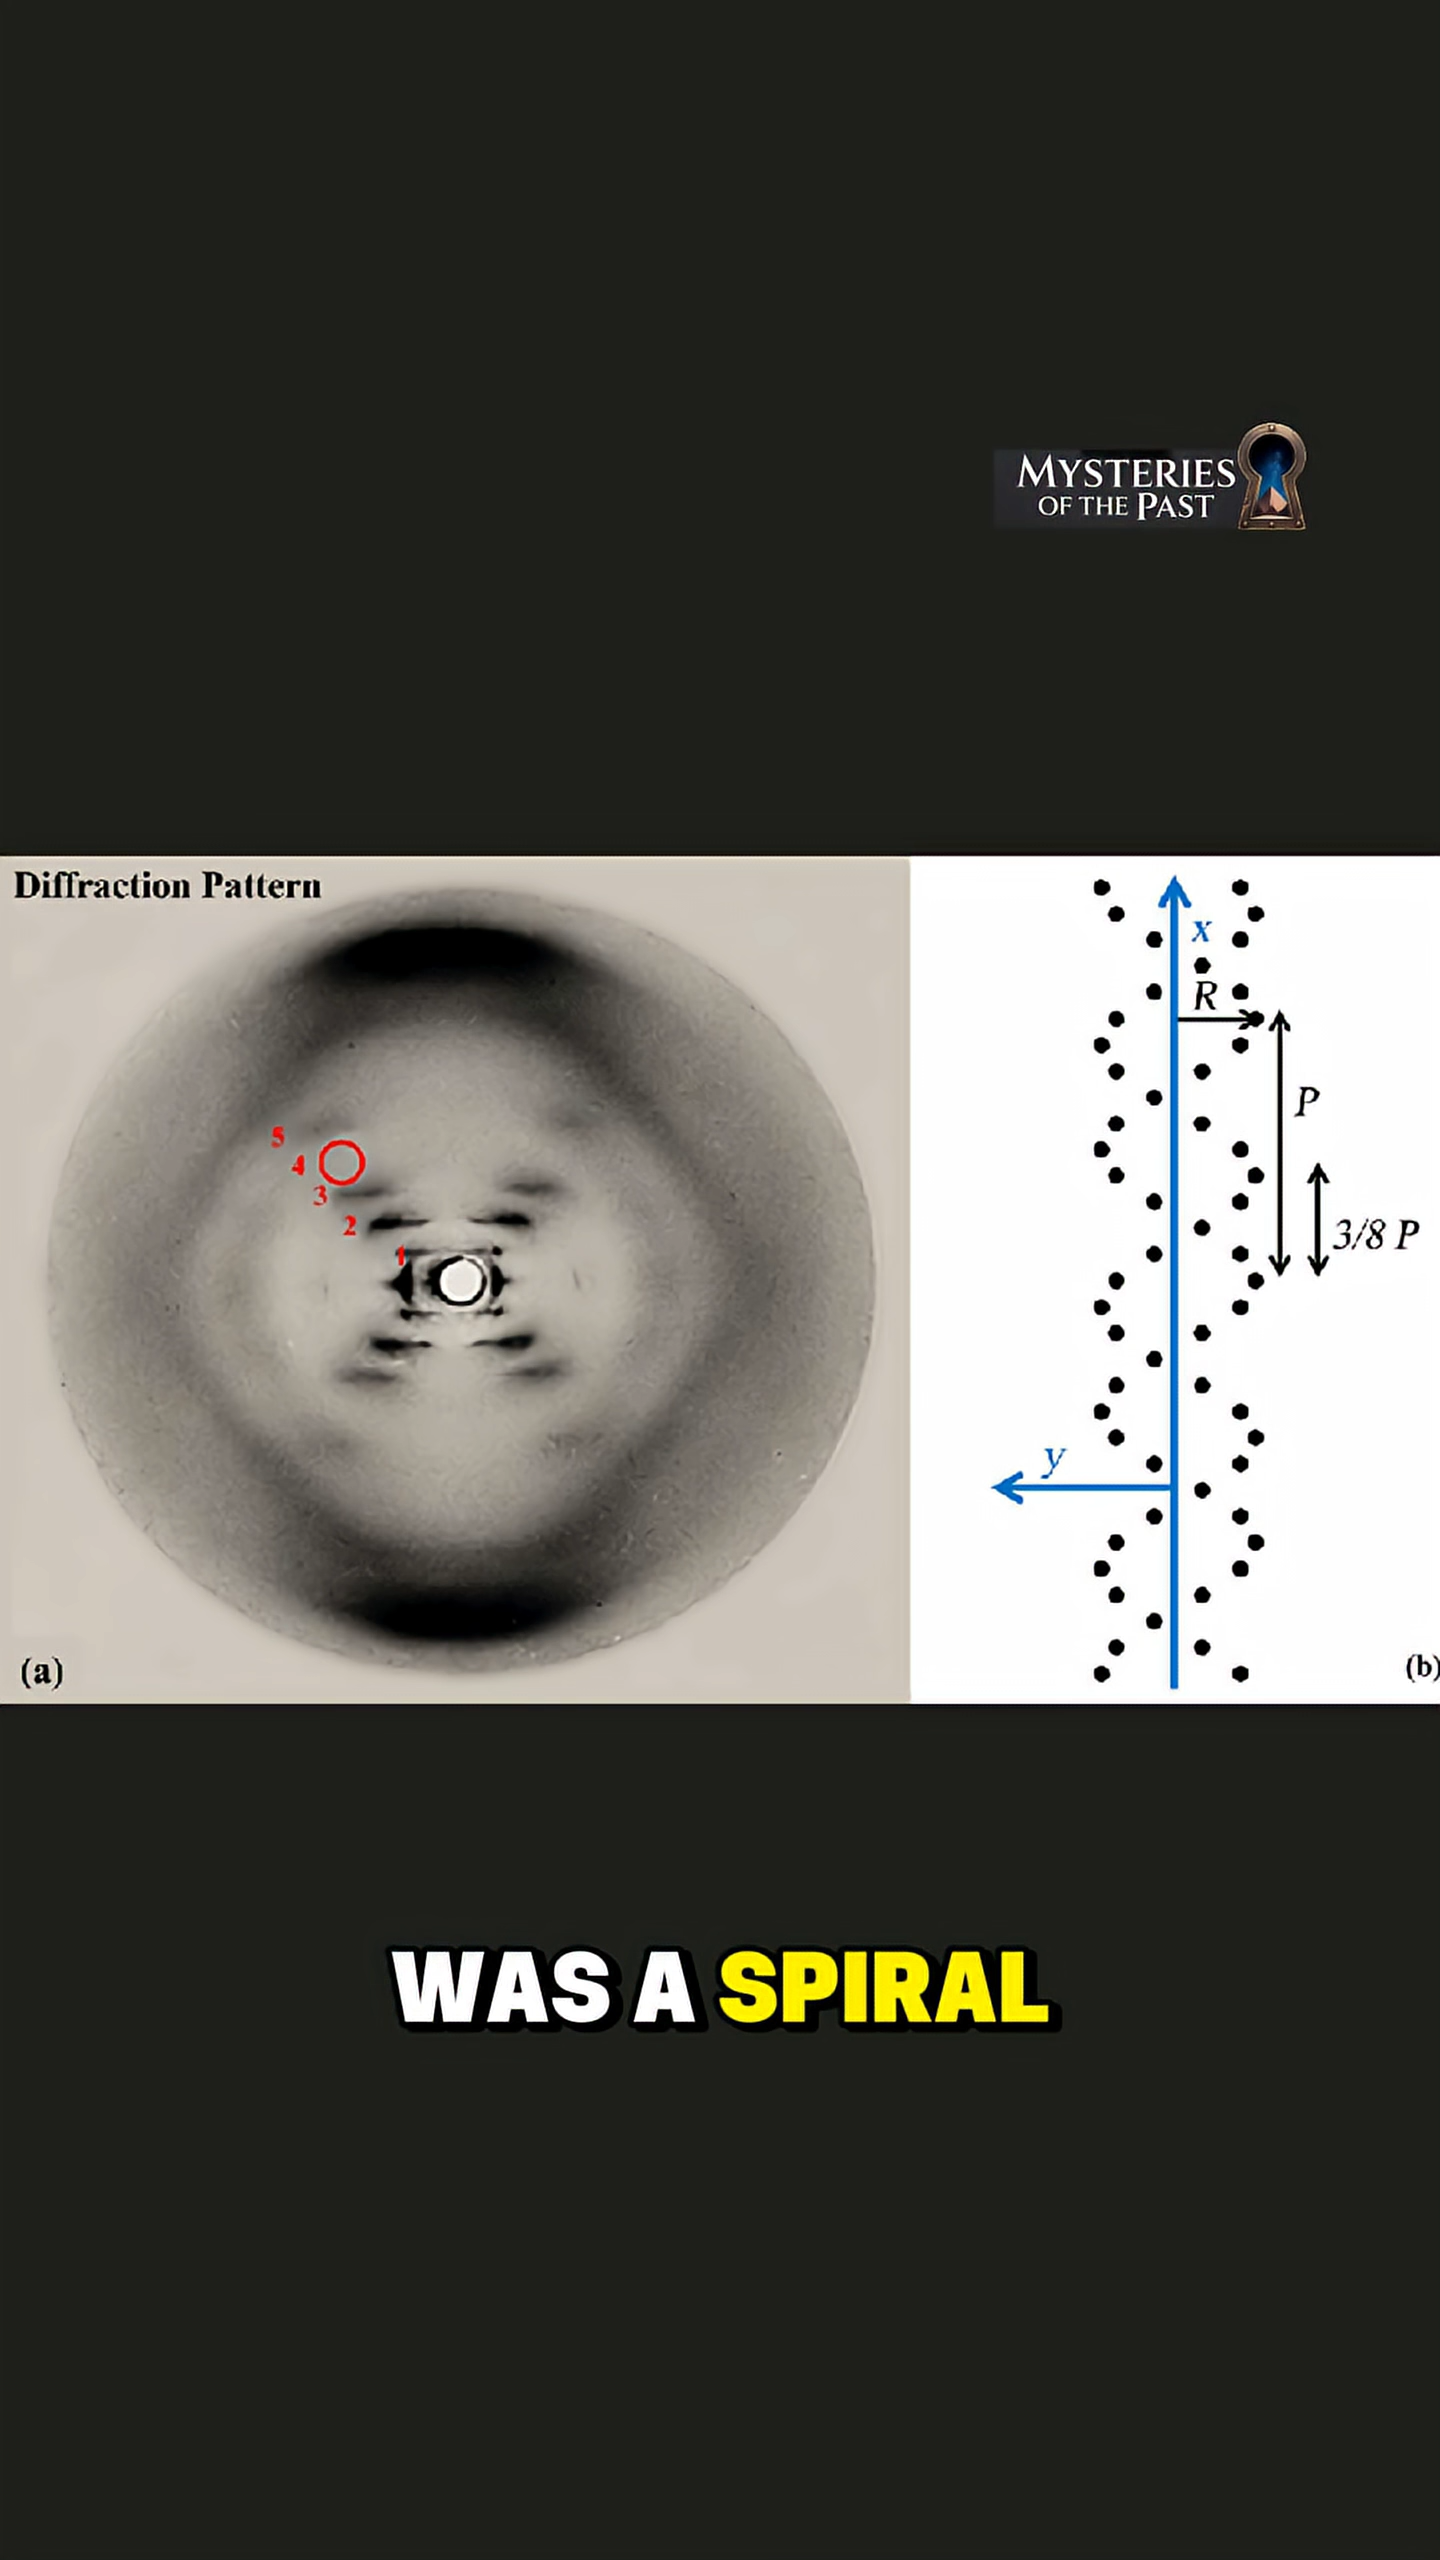 MYSTERIES
OF THE PAST
Diffraction Pattern
5
4
3
2
1
(a)
x
R
P
3/8 P
y
(b)
WAS A SPIRAL